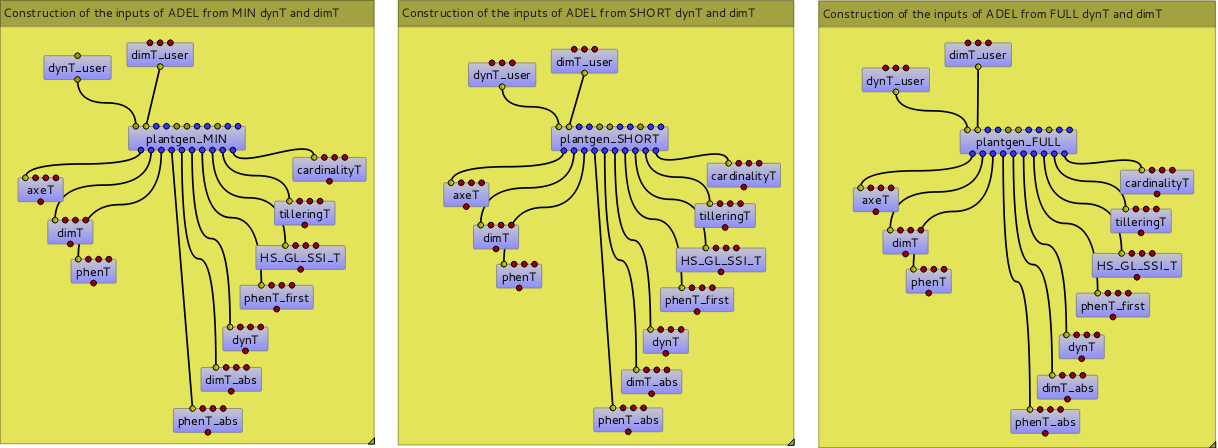 Construction of the inputs of ADEL from MIN dynT and dimT
dimT_user
dynT_user
plantgen_MIN
cardinalityT
axeT
tilleringT
dimT
HS_GL_SSI_T
phenT
phenT_first
dynT
dimT_abs
phenT_abs
Construction of the inputs of ADEL from SHORT dynT and dimT
dimT_user
dynT_user
plantgen_SHORT
cardinalityT
axeT
tilleringT
dimT
HS_GL_SSI_T
phenT
phenT_first
dynT
dimT_abs
phenT_abs
Construction of the inputs of ADEL from FULL dynT and dimT
dimT_user
dynT_user
plantgen_FULL
cardinalityT
axeT
tilleringT
dimT
HS_GL_SSI_T
phenT
phenT_first
dynT
dimT_abs
phenT_abs